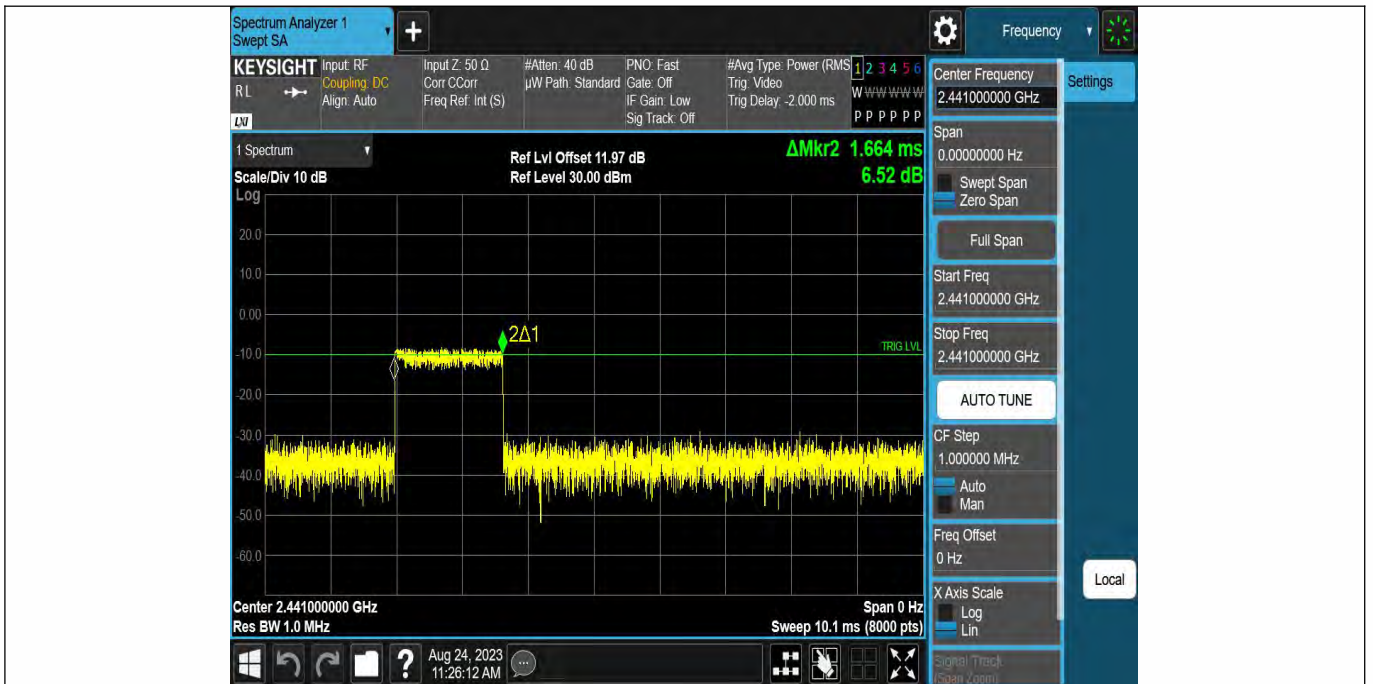 Spectrum Analyzer 1
Swept SA
+
Frequency
KEYSIGHT
RL
LXI
Input: RF
Coupling: DC
Align: Auto
Input Z: 50 Ω
Corr CCorr
Freq Ref: Int (S)
#Atten: 40 dB
µW Path: Standard
PNO: Fast
Gate: Off
IF Gain: Low
Sig Track: Off
#Avg Type: Power (RMS
Trig: Video
Trig Delay: -2.000 ms
1 2 3 4 5 6
W W W W W W
P P P P P P
1 Spectrum
Scale/Div 10 dB
Ref Lvl Offset 11.97 dB
Ref Level 30.00 dBm
ΔMkr2 1.664 ms
6.52 dB
Log
20.0
10.0
0.00
-10.0
-20.0
-30.0
-40.0
-50.0
-60.0
2Δ1
TRIG LVL
Center 2.441000000 GHz
Res BW 1.0 MHz
Span 0 Hz
Sweep 10.1 ms (8000 pts)
Center Frequency
2.441000000 GHz
Settings
Span
0.00000000 Hz
Swept Span
Zero Span
Full Span
Start Freq
2.441000000 GHz
Stop Freq
2.441000000 GHz
AUTO TUNE
CF Step
1.000000 MHz
Auto
Man
Freq Offset
0 Hz
X Axis Scale
Log
Lin
Signal Track
(Span Zoom)
Local
?
Aug 24, 2023
11:26:12 AM